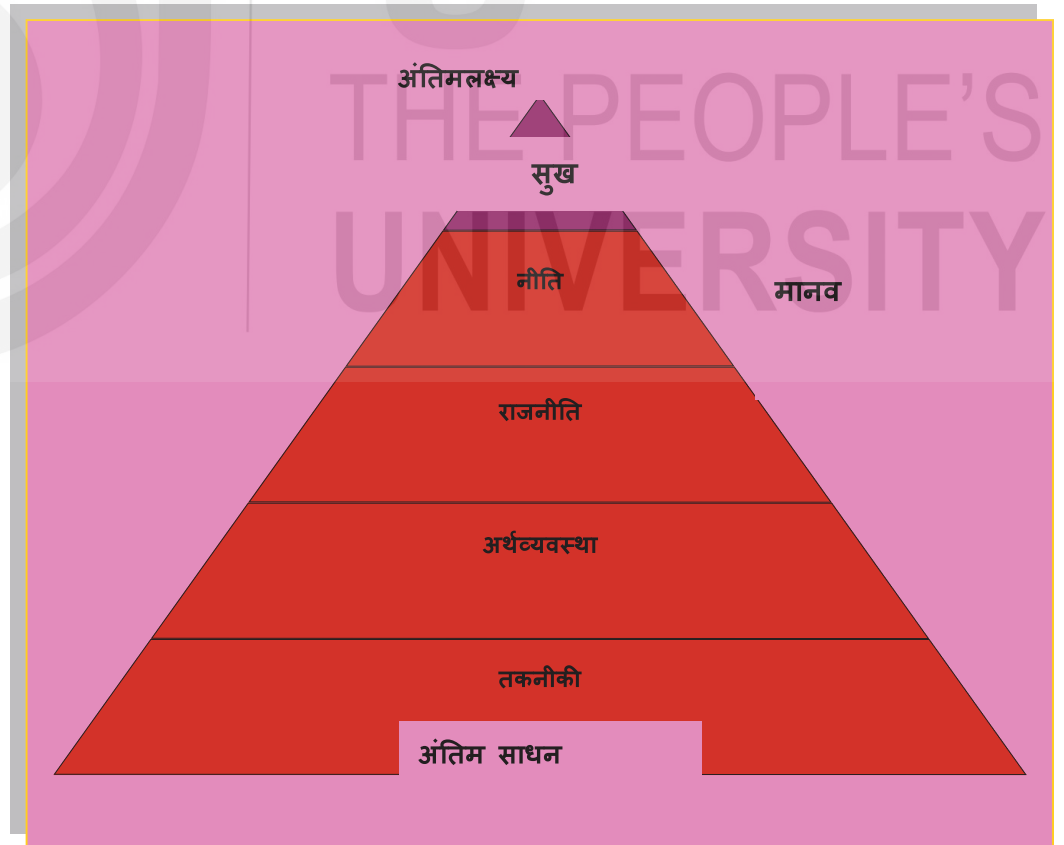 अंतिमलक्ष्य
THE PEOPLE'S
सुख
UNIVERSITY
नीति
मानव
राजनीति
अर्थव्यवस्था
तकनीकी
अंतिम साधन